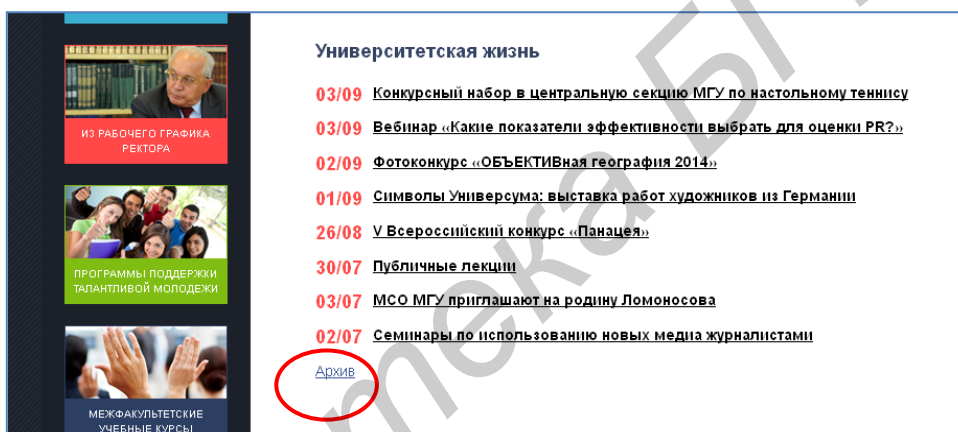 ИЗ РАБОЧЕГО ГРАФИКА
РЕКТОРА
ПРОГРАММЫ ПОДДЕРЖКИ
ТАЛАНТЛИВОЙ МОЛОДЕЖИ
МЕЖФАКУЛЬТЕТСКИЕ
УЧЕБНЫЕ КУРСЫ
Университетская жизнь
03/09 Конкурсный набор в центральную секцию МГУ по настольному теннису
03/09 Вебинар «Какие показатели эффективности выбрать для оценки PR?»
02/09 Фотоконкурс «ОБЪЕКТИВная география 2014»
01/09 Символы Универсума: выставка работ художников из Германии
26/08 V Всероссийский конкурс «Панацея»
30/07 Публичные лекции
03/07 МСО МГУ приглашают на родину Ломоносова
02/07 Семинары по использованию новых медиа журналистами
Архив